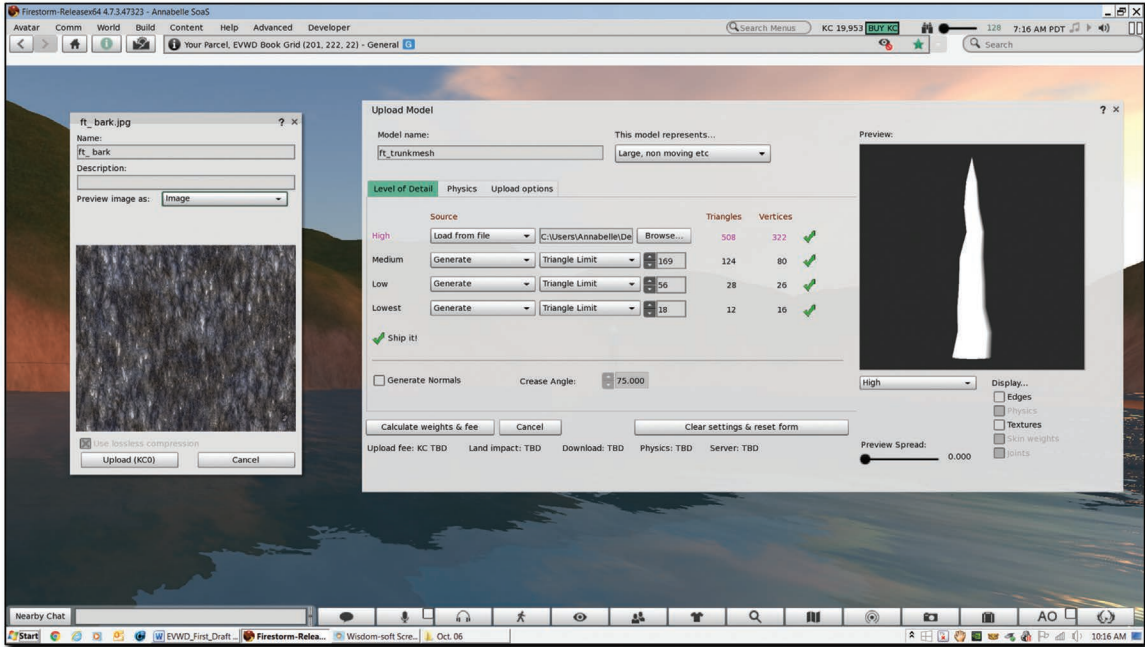 Firestorm-Releasex64 4.7.3.47323 - Annabelle SoaS
Avatar Comm World Build Content Help Advanced Developer Search Menus KC 19,953 BUY KC 128 7:16 AM PDT
Your Parcel, EVWD Book Grid (201, 222, 22) - General G Search
ft_ bark.jpg ? ×
Name:
ft_ bark
Description:
Preview image as: Image
Use lossless compression
Upload (KC0) Cancel
Upload Model ? ×
Model name: This model represents... Preview:
ft_trunkmesh Large, non moving etc
Level of Detail Physics Upload options
Source Triangles Vertices
High Load from file C:\Users\Annabelle\De Browse... 508 322
Medium Generate Triangle Limit 169 124 80
Low Generate Triangle Limit 56 28 26
Lowest Generate Triangle Limit 18 12 16
Ship it!
Generate Normals Crease Angle: 75.000
High Display...
Edges
Physics
Textures
Skin weights
Joints
Calculate weights & fee Cancel Clear settings & reset form
Upload fee: KC TBD Land impact: TBD Download: TBD Physics: TBD Server: TBD
Preview Spread:
0.000
Nearby Chat AO
Start EVWD_First_Draft ... Firestorm-Relea... Wisdom-soft Scre... Oct. 06 10:16 AM